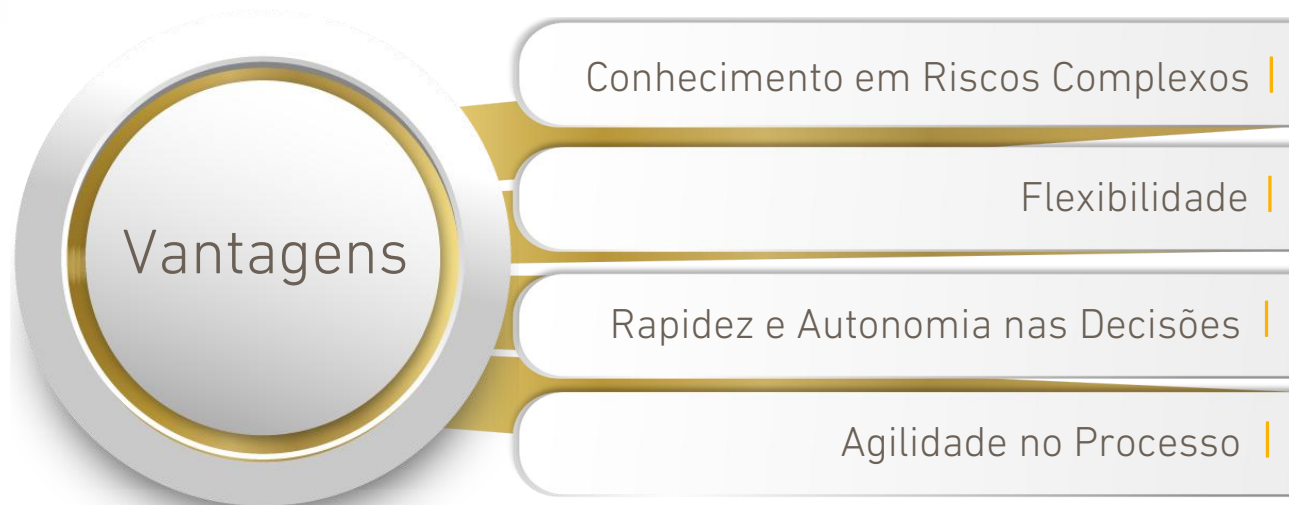 Vantagens
Conhecimento em Riscos Complexos
Flexibilidade
Rapidez e Autonomia nas Decisões
Agilidade no Processo